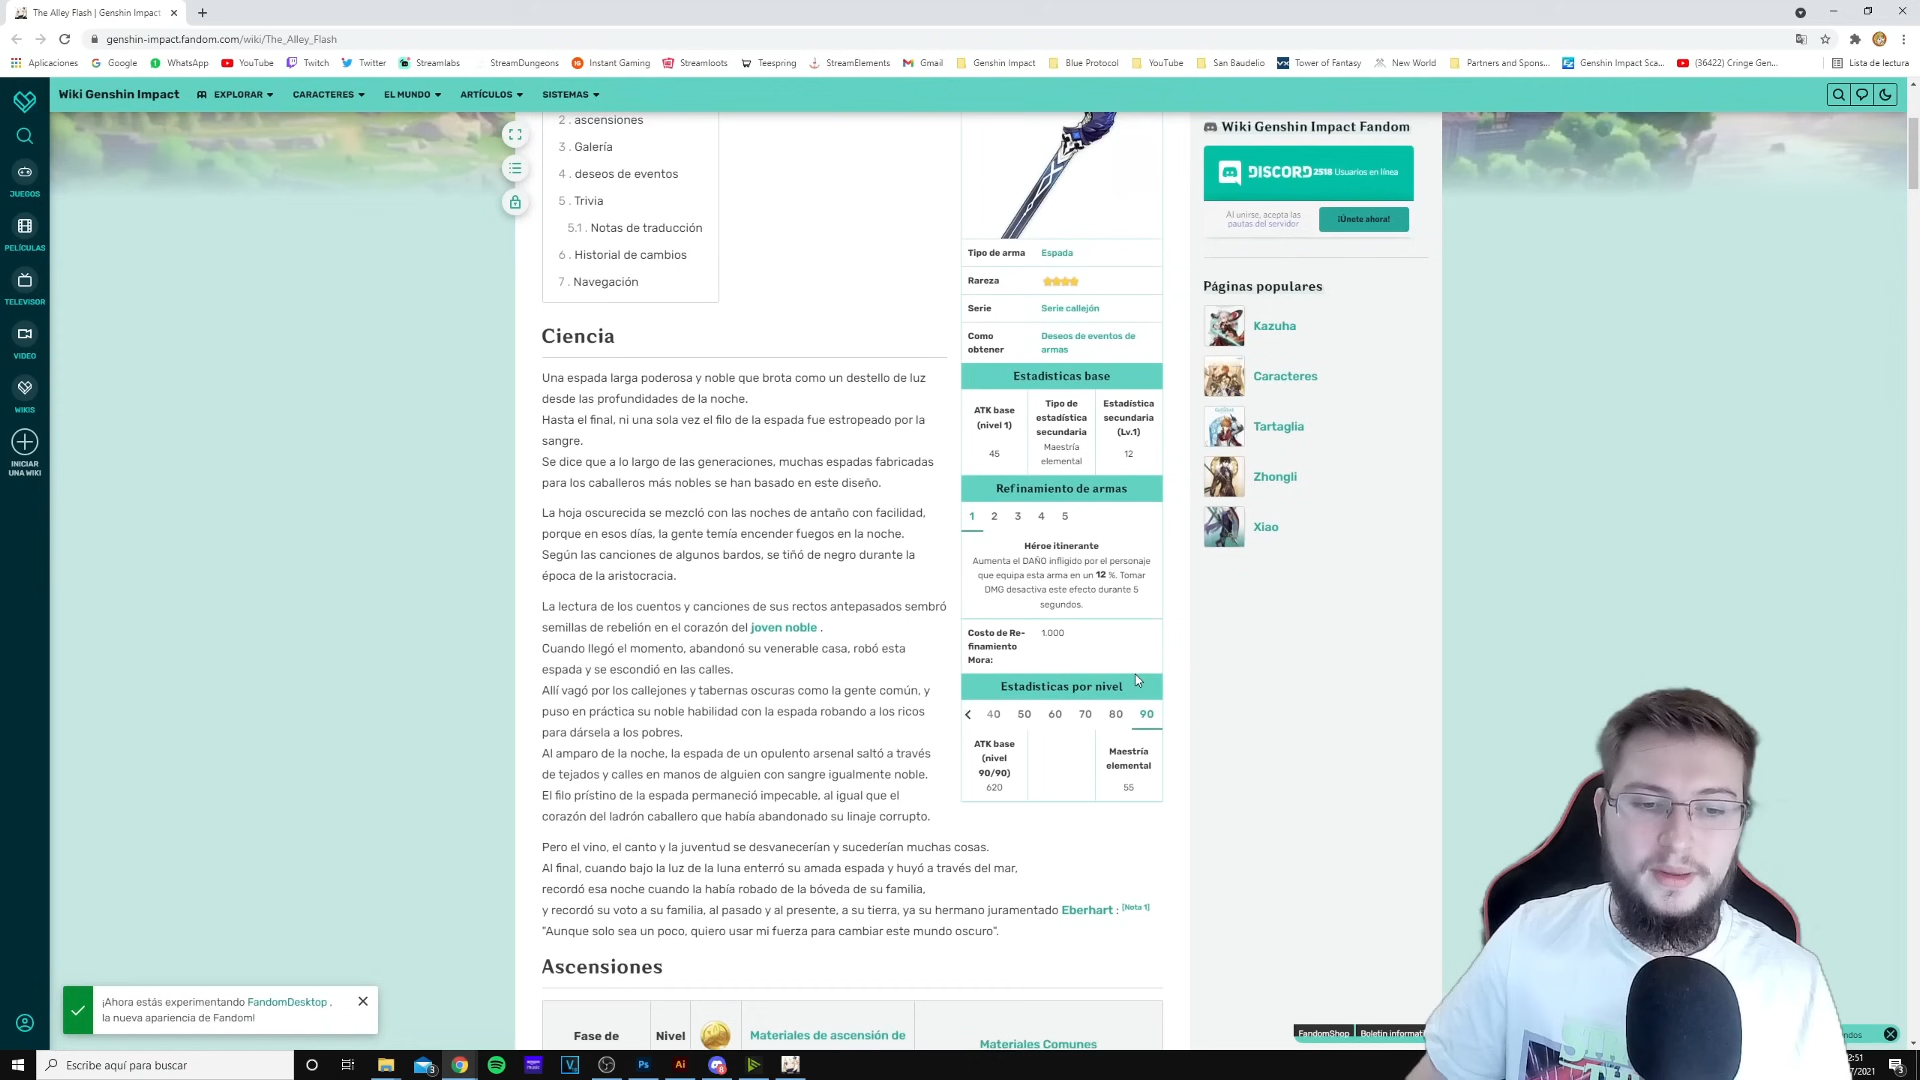 The Alley Flash | Genshin Impact
genshin-impact.fandom.com/wiki/The_Alley_Flash
Aplicaciones
Google
WhatsApp
YouTube
Twitch
Twitter
Streamlabs
StreamDungeons
Instant Gaming
Streamloots
Teespring
StreamElements
Gmail
Genshin Impact
Blue Protocol
YouTube
San Baudelio
Tower of Fantasy
New World
Partners and Spons...
Genshin Impact Sca...
(36422) Cringe Gen...
Lista de lectura
Wiki Genshin Impact
EXPLORAR
CARACTERES
EL MUNDO
ARTÍCULOS
SISTEMAS
JUEGOS
PELÍCULAS
TELEVISOR
VIDEO
WIKIS
INICIAR
UNA WIKI
2 . ascensiones
3 . Galería
4 . deseos de eventos
5 . Trivia
5.1 . Notas de traducción
6 . Historial de cambios
7 . Navegación
Ciencia
Una espada larga poderosa y noble que brota como un destello de luz
desde las profundidades de la noche.
Hasta el final, ni una sola vez el filo de la espada fue estropeado por la
sangre.
Se dice que a lo largo de las generaciones, muchas espadas fabricadas
para los caballeros más nobles se han basado en este diseño.
La hoja oscurecida se mezcló con las noches de antaño con facilidad,
porque en esos días, la gente temía encender fuegos en la noche.
Según las canciones de algunos bardos, se tiñó de negro durante la
época de la aristocracia.
La lectura de los cuentos y canciones de sus rectos antepasados sembró
semillas de rebelión en el corazón del joven noble .
Cuando llegó el momento, abandonó su venerable casa, robó esta
espada y se escondió en las calles.
Allí vagó por los callejones y tabernas oscuras como la gente común, y
puso en práctica su noble habilidad con la espada robando a los ricos
para dársela a los pobres.
Al amparo de la noche, la espada de un opulento arsenal saltó a través
de tejados y calles en manos de alguien con sangre igualmente noble.
El filo prístino de la espada permaneció impecable, al igual que el
corazón del ladrón caballero que había abandonado su linaje corrupto.
Pero el vino, el canto y la juventud se desvanecerían y sucederían muchas cosas.
Al final, cuando bajo la luz de la luna enterró su amada espada y huyó a través del mar,
recordó esa noche cuando la había robado de la bóveda de su familia,
y recordó su voto a su familia, al pasado y al presente, a su tierra, ya su hermano juramentado Eberhart : [Nota 1]
"Aunque solo sea un poco, quiero usar mi fuerza para cambiar este mundo oscuro".
Ascensiones
Fase de
Nivel
Materiales de ascensión de
Materiales Comunes
Tipo de arma
Espada
Rareza
Serie
Serie callejón
Como
obtener
Deseos de eventos de
armas
Estadísticas base
ATK base
(nivel 1)
45
Tipo de
estadística
secundaria
Maestría
elemental
Estadística
secundaria
(Lv.1)
12
Refinamiento de armas
1 2 3 4 5
Héroe itinerante
Aumenta el DAÑO infligido por el personaje
que equipa esta arma en un 12 %. Tomar
DMG desactiva este efecto durante 5
segundos.
Costo de Re-
finamiento
Mora:
1.000
Estadísticas por nivel
40 50 60 70 80 90
ATK base
(nivel
90/90)
620
Maestría
elemental
55
Wiki Genshin Impact Fandom
DISCORD 2518 Usuarios en línea
Al unirse, acepta las
pautas del servidor
¡Únete ahora!
Páginas populares
Kazuha
Caracteres
Tartaglia
Zhongli
Xiao
¡Ahora estás experimentando FandomDesktop ,
la nueva apariencia de Fandom!
FandomShop
Escribe aquí para buscar